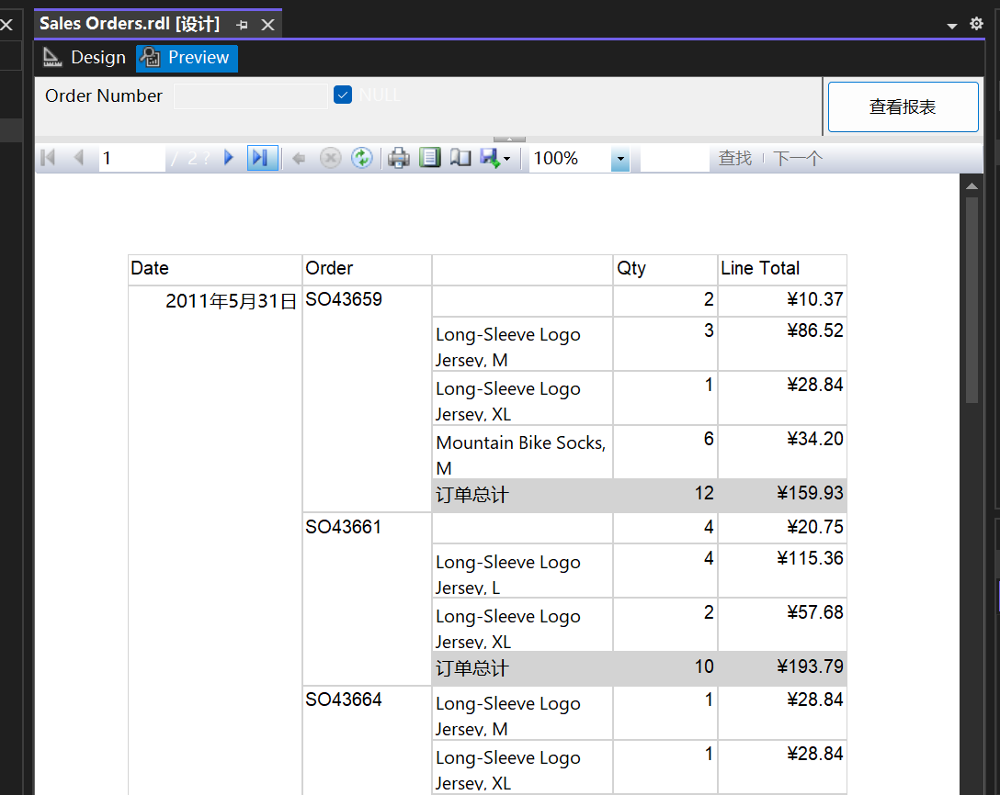 Sales Orders.rdl [设计]
Design Preview
Order Number NULL 查看报表
1 / 2 ? 100% 查找 下一个
Date Order Qty Line Total
2011年5月31日 SO43659 2 ¥10.37
Long-Sleeve Logo 3 ¥86.52
Jersey, M
Long-Sleeve Logo 1 ¥28.84
Jersey, XL
Mountain Bike Socks, 6 ¥34.20
M
订单总计 12 ¥159.93
SO43661 4 ¥20.75
Long-Sleeve Logo 4 ¥115.36
Jersey, L
Long-Sleeve Logo 2 ¥57.68
Jersey, XL
订单总计 10 ¥193.79
SO43664 Long-Sleeve Logo 1 ¥28.84
Jersey, M
Long-Sleeve Logo 1 ¥28.84
Jersey, XL